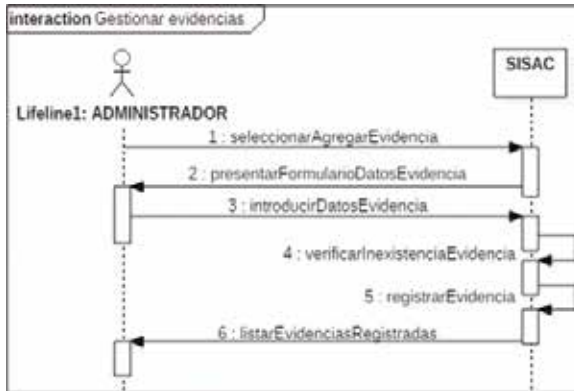 interaction Gestionar evidencias
SISAC
Lifeline1: ADMINISTRADOR
1 : seleccionarAgregarEvidencia
2 : presentarFormularioDatosEvidencia
3 : introducirDatosEvidencia
4 : verificarInexistenciaEvidencia
5 : registrarEvidencia
6 : listarEvidenciasRegistradas